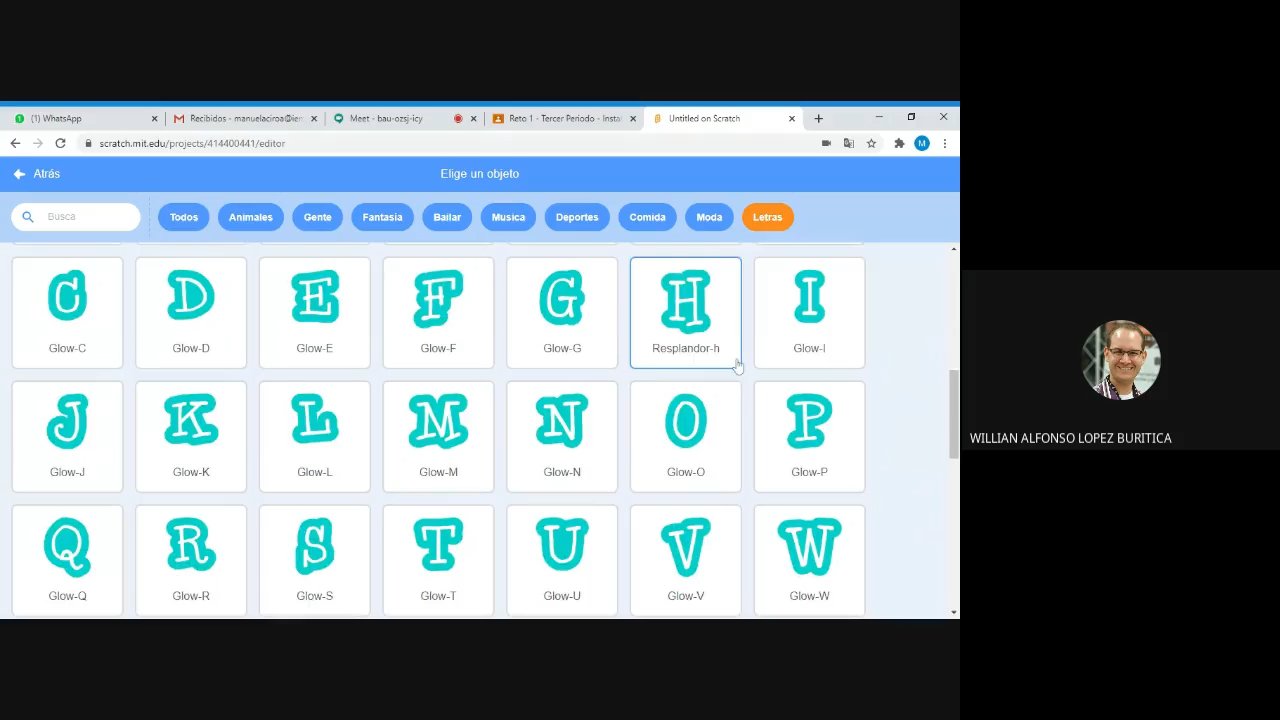 (1) WhatsApp
Recibidos - manuelaciroa@ien
Meet - bau-ozsj-icy
Reto 1 - Tercer Periodo - Instal
Untitled on Scratch
scratch.mit.edu/projects/414400441/editor
M
Atrás
Elige un objeto
Busca
Todos
Animales
Gente
Fantasía
Bailar
Musica
Deportes
Comida
Moda
Letras
C D E F G H I
Glow-C Glow-D Glow-E Glow-F Glow-G Resplandor-h Glow-I
J K L M N O P
Glow-J Glow-K Glow-L Glow-M Glow-N Glow-O Glow-P
Q R S T U V W
Glow-Q Glow-R Glow-S Glow-T Glow-U Glow-V Glow-W
WILLIAN ALFONSO LOPEZ BURITICA